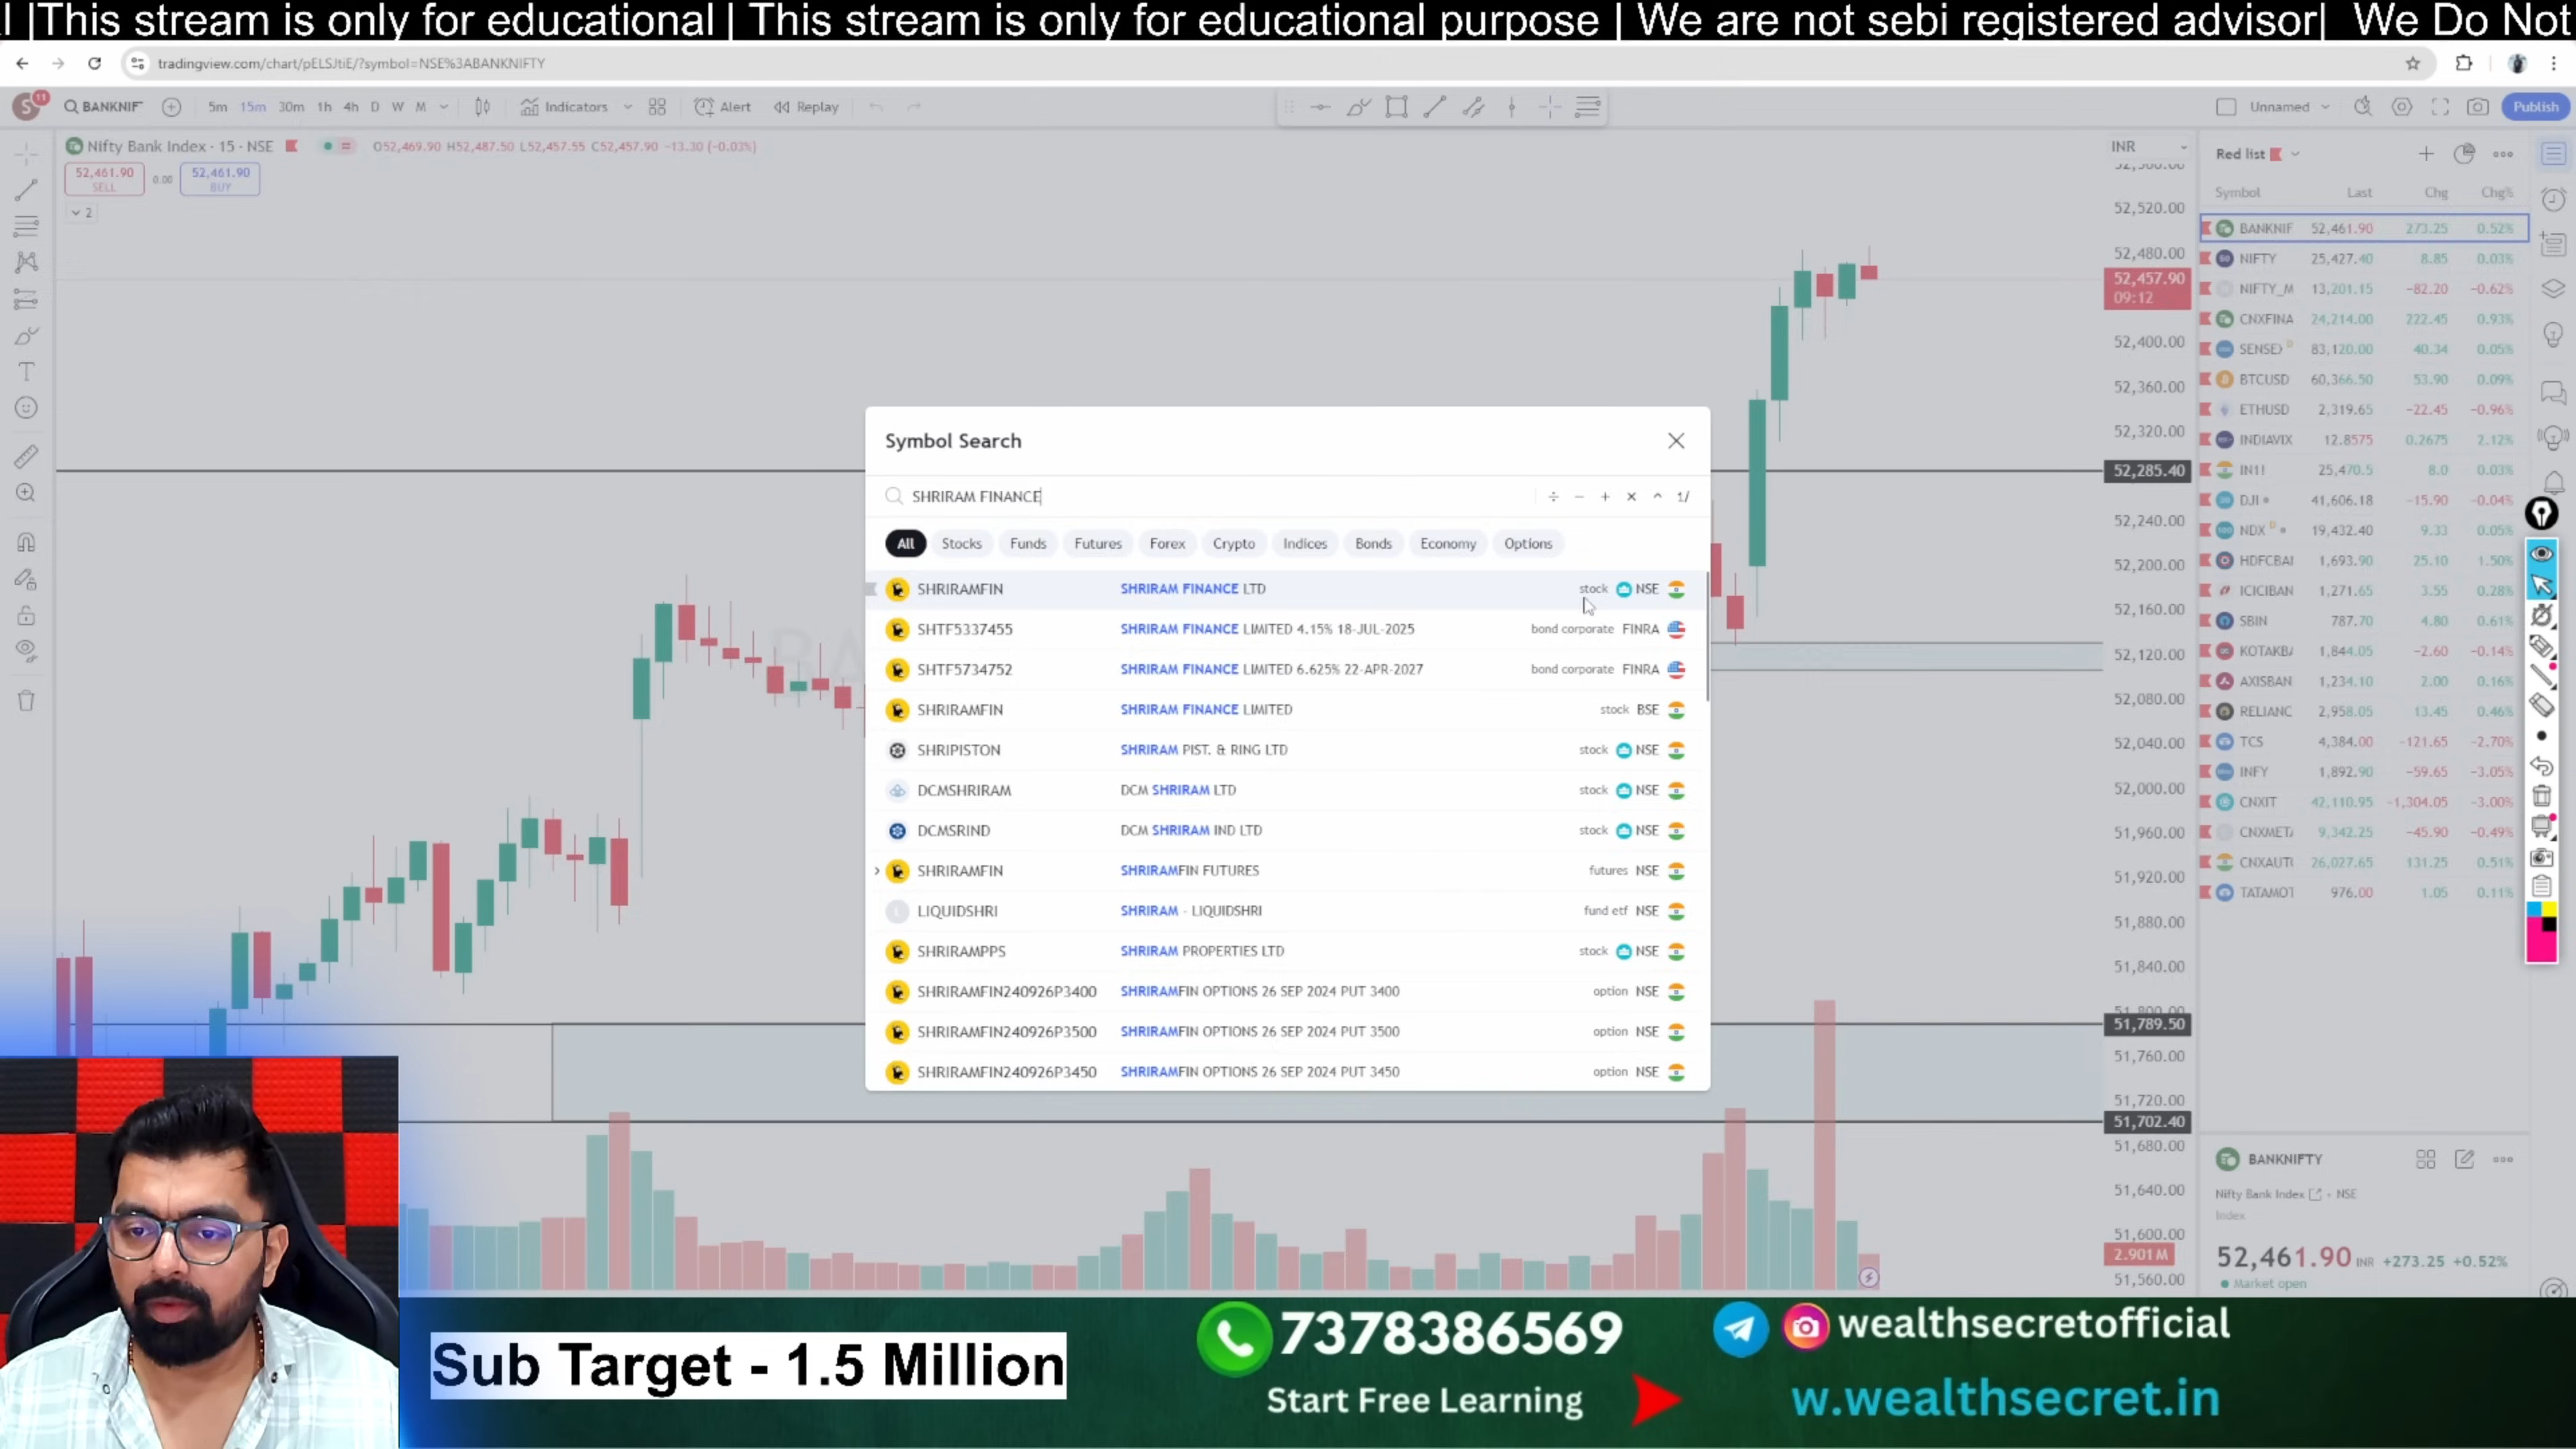 |This stream is only for educational | This stream is only for educational purpose | We are not sebi registered advisor| We Do Not
tradingview.com/chart/pELSJtiE/?symbol=NSE%3ABANKNIFTY
S 11 BANKNIF 5m 15m 30m 1h 4h D W M Indicators Alert Replay Unnamed Publish
Nifty Bank Index · 15 · NSE O52,469.90 H52,487.50 L52,457.55 C52,457.90 −13.30 (−0.03%)
52,461.90 SELL 0.00 52,461.90 BUY
2
INR
52,520.00
52,480.00
52,457.90
09:12
52,400.00
52,360.00
52,320.00
52,285.40
52,240.00
52,200.00
52,160.00
52,120.00
52,080.00
52,040.00
52,000.00
51,960.00
51,920.00
51,880.00
51,840.00
51,789.50
51,760.00
51,720.00
51,702.40
51,680.00
51,640.00
51,600.00
2.901M
51,560.00
Symbol Search
SHRIRAM FINANCE ÷ − + × ^ 1/
All Stocks Funds Futures Forex Crypto Indices Bonds Economy Options
SHRIRAMFIN SHRIRAM FINANCE LTD stock NSE
SHTF5337455 SHRIRAM FINANCE LIMITED 4.15% 18-JUL-2025 bond corporate FINRA
SHTF5734752 SHRIRAM FINANCE LIMITED 6.625% 22-APR-2027 bond corporate FINRA
SHRIRAMFIN SHRIRAM FINANCE LIMITED stock BSE
SHRIPISTON SHRIRAM PIST. & RING LTD stock NSE
DCMSHRIRAM DCM SHRIRAM LTD stock NSE
DCMSRIND DCM SHRIRAM IND LTD stock NSE
SHRIRAMFIN SHRIRAMFIN FUTURES futures NSE
LIQUIDSHRI SHRIRAM - LIQUIDSHRI fund etf NSE
SHRIRAMPPS SHRIRAM PROPERTIES LTD stock NSE
SHRIRAMFIN240926P3400 SHRIRAMFIN OPTIONS 26 SEP 2024 PUT 3400 option NSE
SHRIRAMFIN240926P3500 SHRIRAMFIN OPTIONS 26 SEP 2024 PUT 3500 option NSE
SHRIRAMFIN240926P3450 SHRIRAMFIN OPTIONS 26 SEP 2024 PUT 3450 option NSE
Red list
Symbol Last Chg Chg%
BANKNIF 52,461.90 273.25 0.52%
NIFTY 25,427.40 8.85 0.03%
NIFTY_M 13,201.15 −82.20 −0.62%
CNXFINA 24,214.00 222.45 0.93%
SENSEX D 83,120.00 40.34 0.05%
BTCUSD 60,366.50 53.90 0.09%
ETHUSD 2,319.65 −22.45 −0.96%
INDIAVIX 12.8575 0.2675 2.12%
IN1! 25,470.5 8.0 0.03%
DJI 41,606.18 −15.90 −0.04%
NDX D 19,432.40 9.33 0.05%
HDFCBAI 1,693.90 25.10 1.50%
ICICIBAN 1,271.65 3.55 0.28%
SBIN 787.70 4.80 0.61%
KOTAKB 1,844.05 −2.60 −0.14%
AXISBAN 1,234.10 2.00 0.16%
RELIANC 2,958.05 13.45 0.46%
TCS 4,384.00 −121.65 −2.70%
INFY 1,892.90 −59.65 −3.05%
CNXIT 42,110.95 −1,304.05 −3.00%
CNXMET 9,342.25 −45.90 −0.49%
CNXAUT 26,027.65 131.25 0.51%
TATAMOT 976.00 1.05 0.11%
BANKNIFTY
Nifty Bank Index · NSE
Index
52,461.90 INR +273.25 +0.52%
Market open
Sub Target - 1.5 Million
7378386569
Start Free Learning
wealthsecretofficial
w.wealthsecret.in